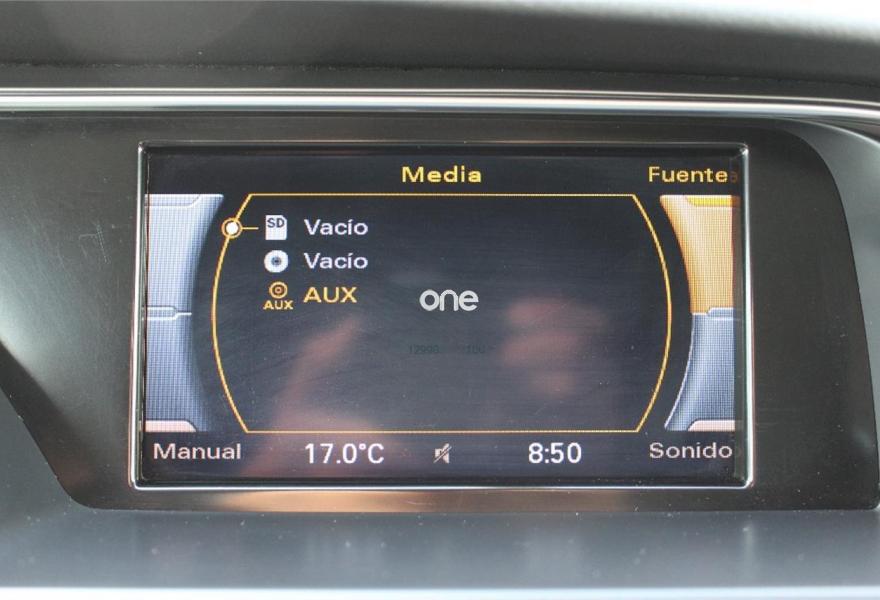 Media
Fuente
SD Vacío
Vacío
AUX AUX
one
Manual 17.0°C 8:50 Sonido